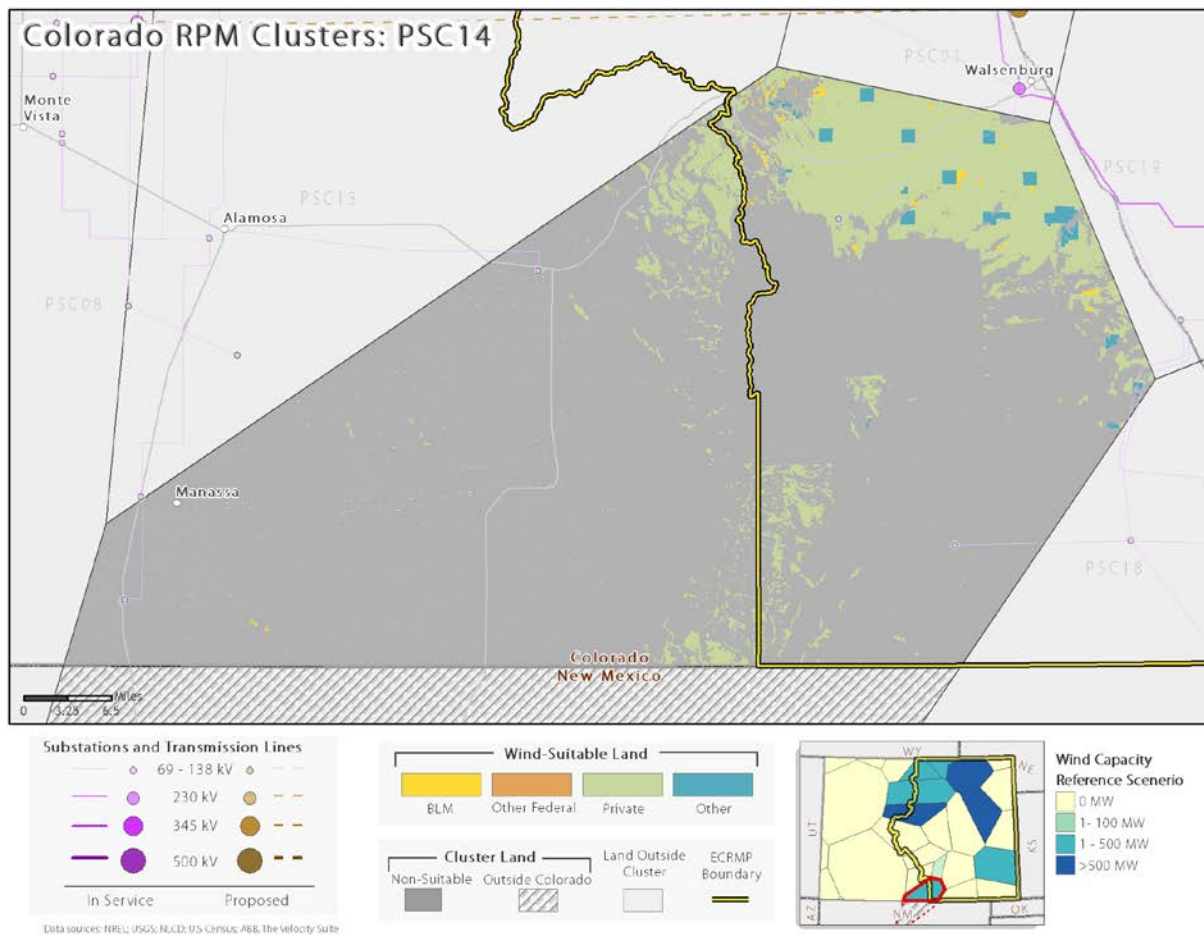 Colorado RPM Clusters: PSC14
PSC04
Walsenburg
Monte
Vista
PSC13
PSC19
Alamosa
PSC08
Manassa
PSC18
Colorado
New Mexico
Miles
0 3.25 6.5
Substations and Transmission Lines
69 - 138 kV
230 kV
345 kV
500 kV
In Service Proposed
Data sources: NREL; USGS; NLCD; U.S Census; ABB, The Velocity Suite
Wind-Suitable Land
BLM Other Federal Private Other
Cluster Land
Non-Suitable Outside Colorado
Land Outside
Cluster
ECRMP
Boundary
WY
NE
UT
KS
AZ
NM
OK
Wind Capacity
Reference Scenerio
0 MW
1- 100 MW
1 - 500 MW
>500 MW